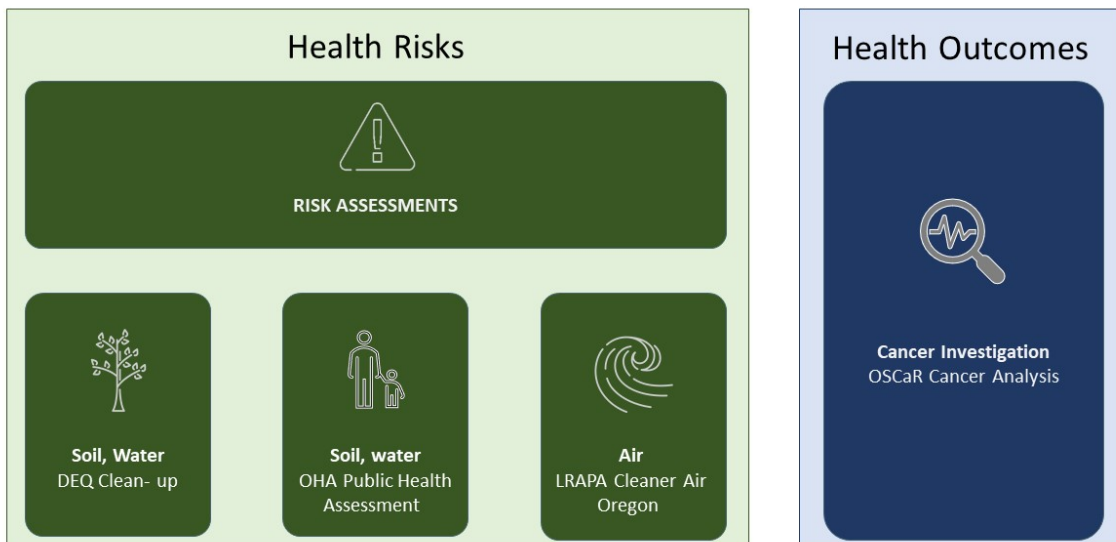 Health Risks
RISK ASSESSMENTS
Soil, Water
DEQ Clean- up
Soil, water
OHA Public Health
Assessment
Air
LRAPA Cleaner Air
Oregon
Health Outcomes
Cancer Investigation
OSCaR Cancer Analysis